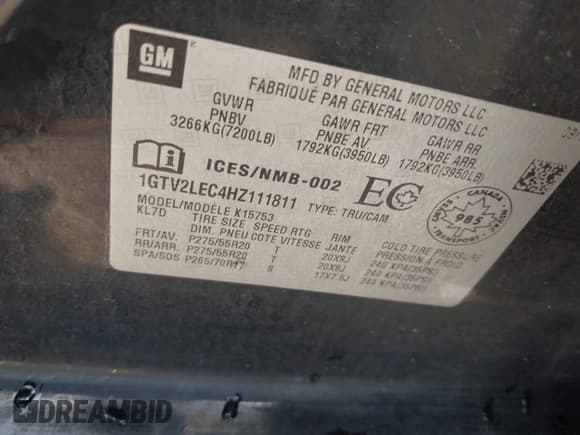 GM
MFD BY GENERAL MOTORS LLC
FABRIQUÉ PAR GENERAL MOTORS LLC
GVWR GAWR FRT GAWR RR
PNBV PNBE AV. PNBE ARR.
3266KG(7200LB) 1792KG(3950LB) 1792KG(3950LB)
ICES/NMB-002 EC
1GTV2LEC4HZ111811 TYPE: TRU/CAM
CANADA
985
TRANSPORT
MODEL/MODÈLE K15753
KL7D TIRE SIZE SPEED RTG RIM COLD TIRE PRESSURE
DIM. PNEU COTE VITESSE JANTE PRESSION A FROID
FRT/AV. P275/55R20 T 20X9J 240 KPA(35PSI)
RR/ARR. P275/55R20 T 20X9J 240 KPA(35PSI)
SPA/SOS P265/70R17 S 17X7.5J 240 KPA(35PSI)
DREAMBID